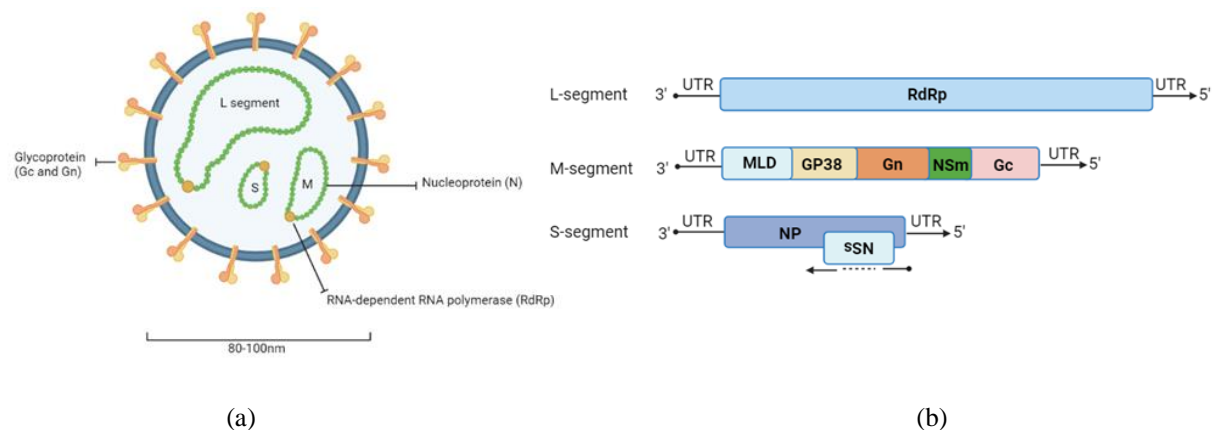 L segment
S
M
Glycoprotein
(Gc and Gn)
Nucleoprotein (N)
RNA-dependent RNA polymerase (RdRp)
80-100nm
(a)
L-segment 3' UTR RdRp UTR 5'
M-segment 3' UTR MLD GP38 Gn NSm Gc UTR 5'
S-segment 3' UTR NP UTR 5'
sSN
(b)